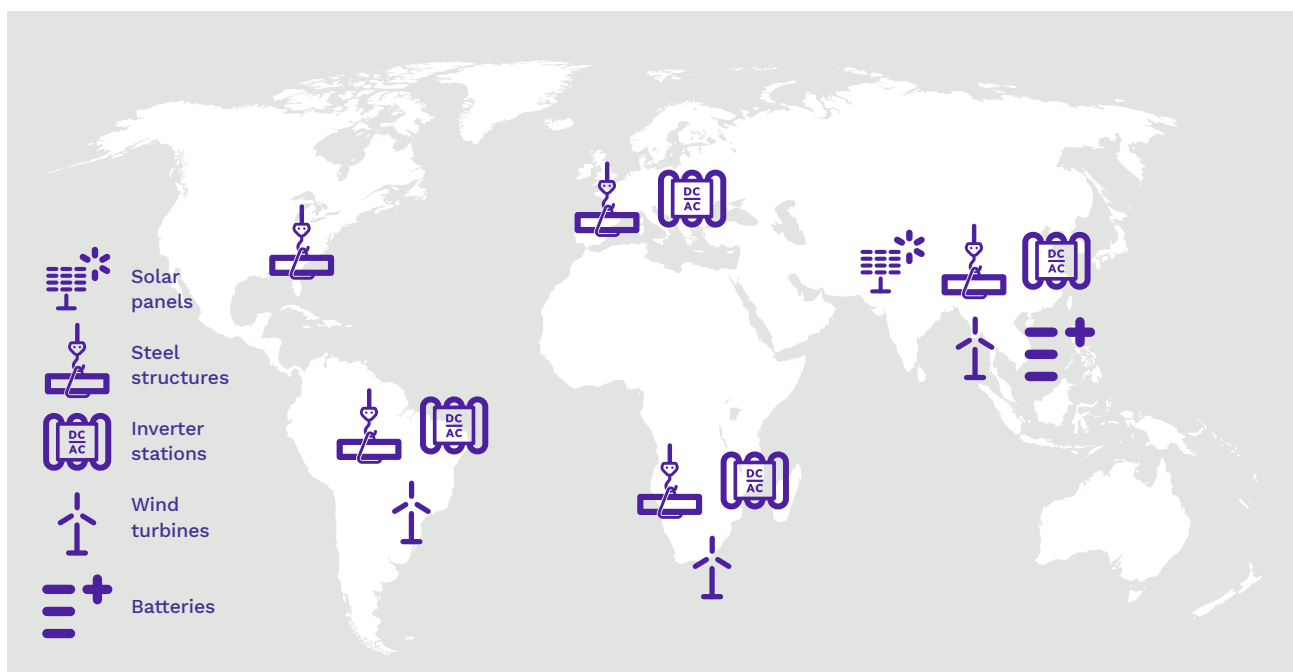 Solar
panels
Steel
structures
DC
AC
Inverter
stations
Wind
turbines
Batteries
DC
AC
DC
AC
DC
AC
DC
AC